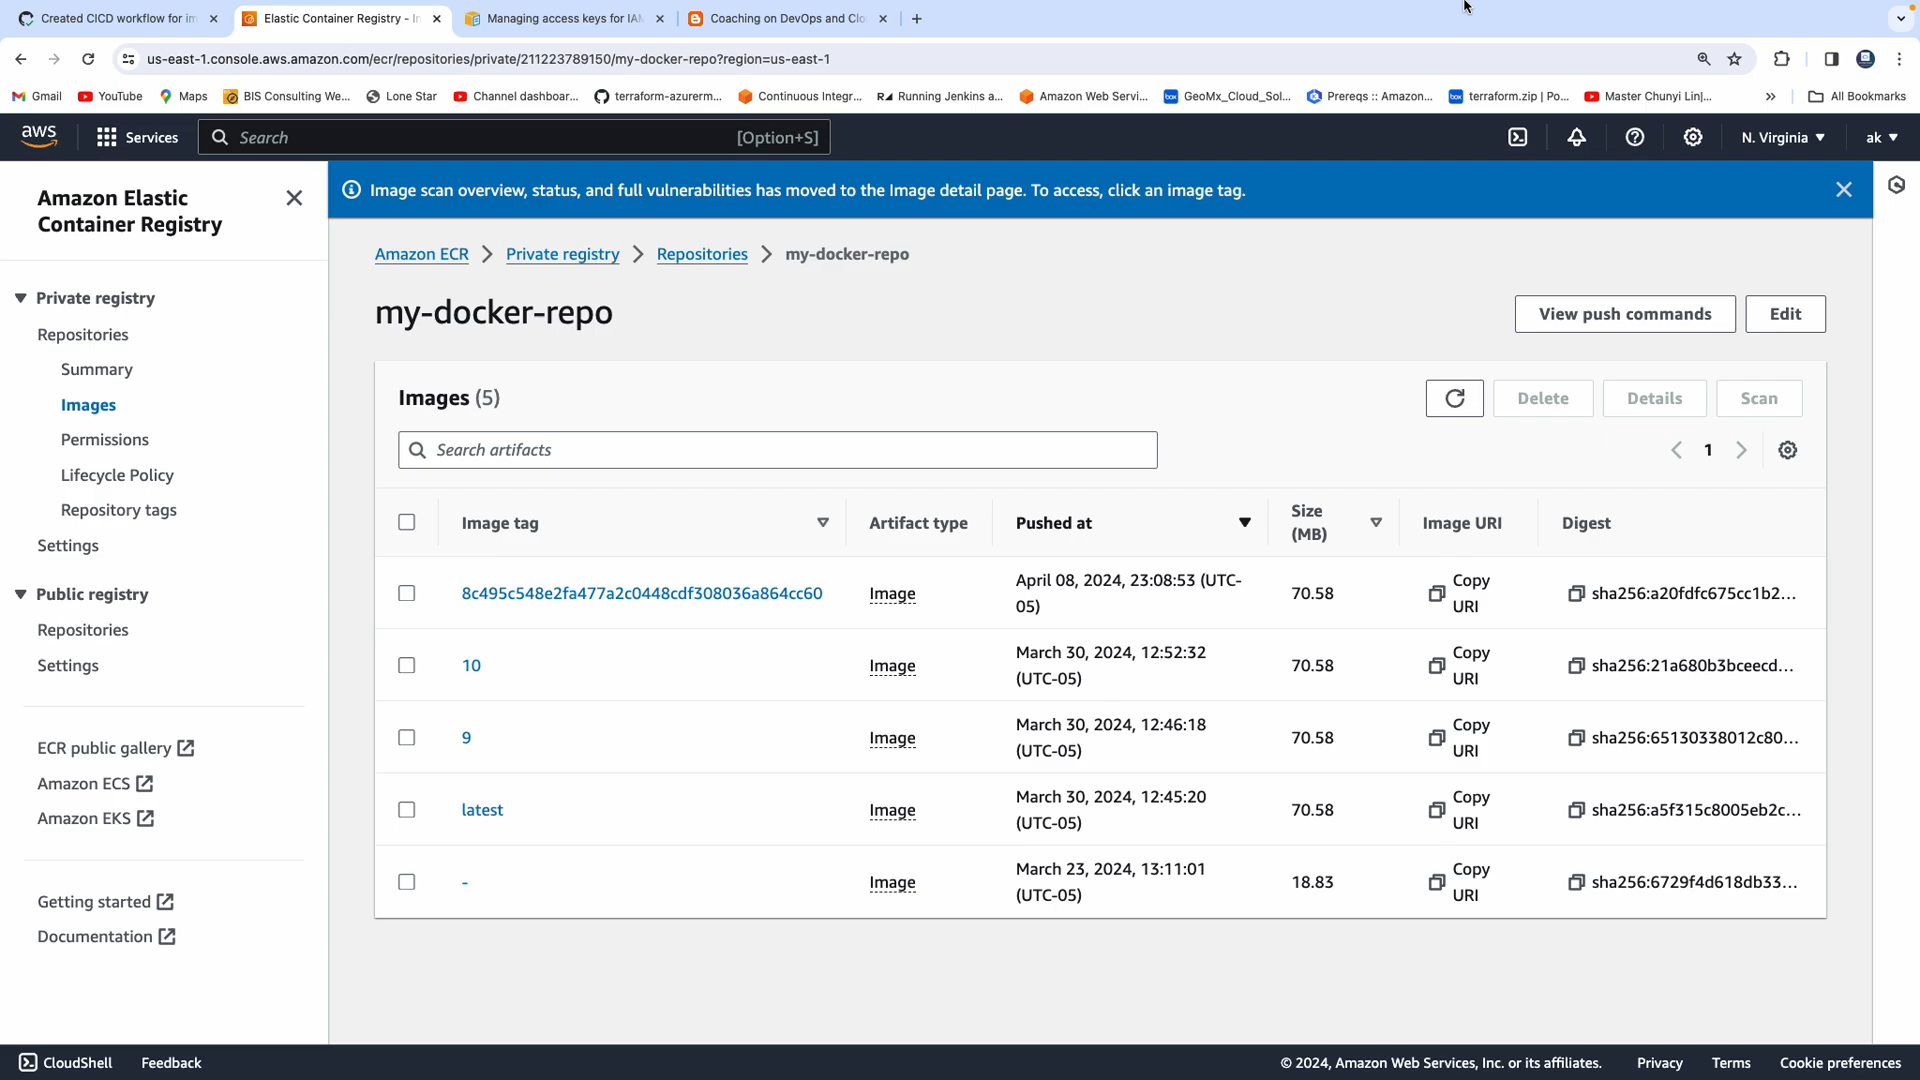 Created CICD workflow for im
Elastic Container Registry - In
Managing access keys for IAM
Coaching on DevOps and Clo
us-east-1.console.aws.amazon.com/ecr/repositories/private/211223789150/my-docker-repo?region=us-east-1
Gmail
YouTube
Maps
BIS Consulting We...
Lone Star
Channel dashboar...
terraform-azurerm...
Continuous Integr...
Running Jenkins a...
Amazon Web Servi...
GeoMx_Cloud_Sol...
Prereqs :: Amazon...
terraform.zip | Po...
Master Chunyi Lin|...
All Bookmarks
aws
Services
Search
[Option+S]
N. Virginia
ak
Amazon Elastic
Container Registry
Private registry
Repositories
Summary
Images
Permissions
Lifecycle Policy
Repository tags
Settings
Public registry
Repositories
Settings
ECR public gallery
Amazon ECS
Amazon EKS
Getting started
Documentation
Image scan overview, status, and full vulnerabilities has moved to the Image detail page. To access, click an image tag.
Amazon ECR > Private registry > Repositories > my-docker-repo
my-docker-repo
View push commands
Edit
Images (5)
Delete
Details
Scan
Search artifacts
1
Image tag
Artifact type
Pushed at
Size
(MB)
Image URI
Digest
8c495c548e2fa477a2c0448cdf308036a864cc60
Image
April 08, 2024, 23:08:53 (UTC-
05)
70.58
Copy
URI
sha256:a20fdfc675cc1b2...
10
Image
March 30, 2024, 12:52:32
(UTC-05)
70.58
Copy
URI
sha256:21a680b3bceecd...
9
Image
March 30, 2024, 12:46:18
(UTC-05)
70.58
Copy
URI
sha256:65130338012c80...
latest
Image
March 30, 2024, 12:45:20
(UTC-05)
70.58
Copy
URI
sha256:a5f315c8005eb2c...
-
Image
March 23, 2024, 13:11:01
(UTC-05)
18.83
Copy
URI
sha256:6729f4d618db33...
CloudShell
Feedback
© 2024, Amazon Web Services, Inc. or its affiliates.
Privacy
Terms
Cookie preferences